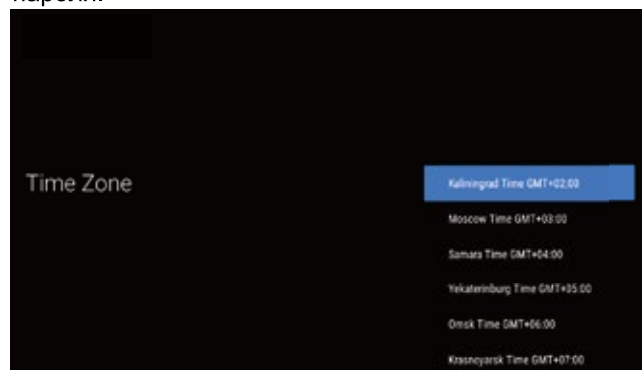 Time Zone
Kaliningrad Time GMT+02:00
Moscow Time GMT+03:00
Samara Time GMT+04:00
Yekaterinburg Time GMT+05:00
Omsk Time GMT+06:00
Krasnoyarsk Time GMT+07:00